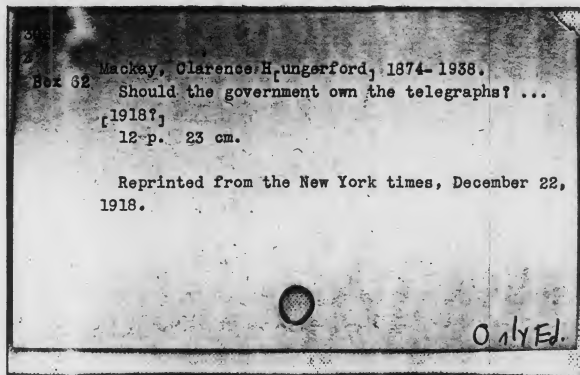 308
Z
Box 62
Mackay, Clarence H[ungerford] 1874-1938.
Should the government own the telegraphs? ...
[1918?]
12 p. 23 cm.
Reprinted from the New York times, December 22,
1918.
Only Ed.